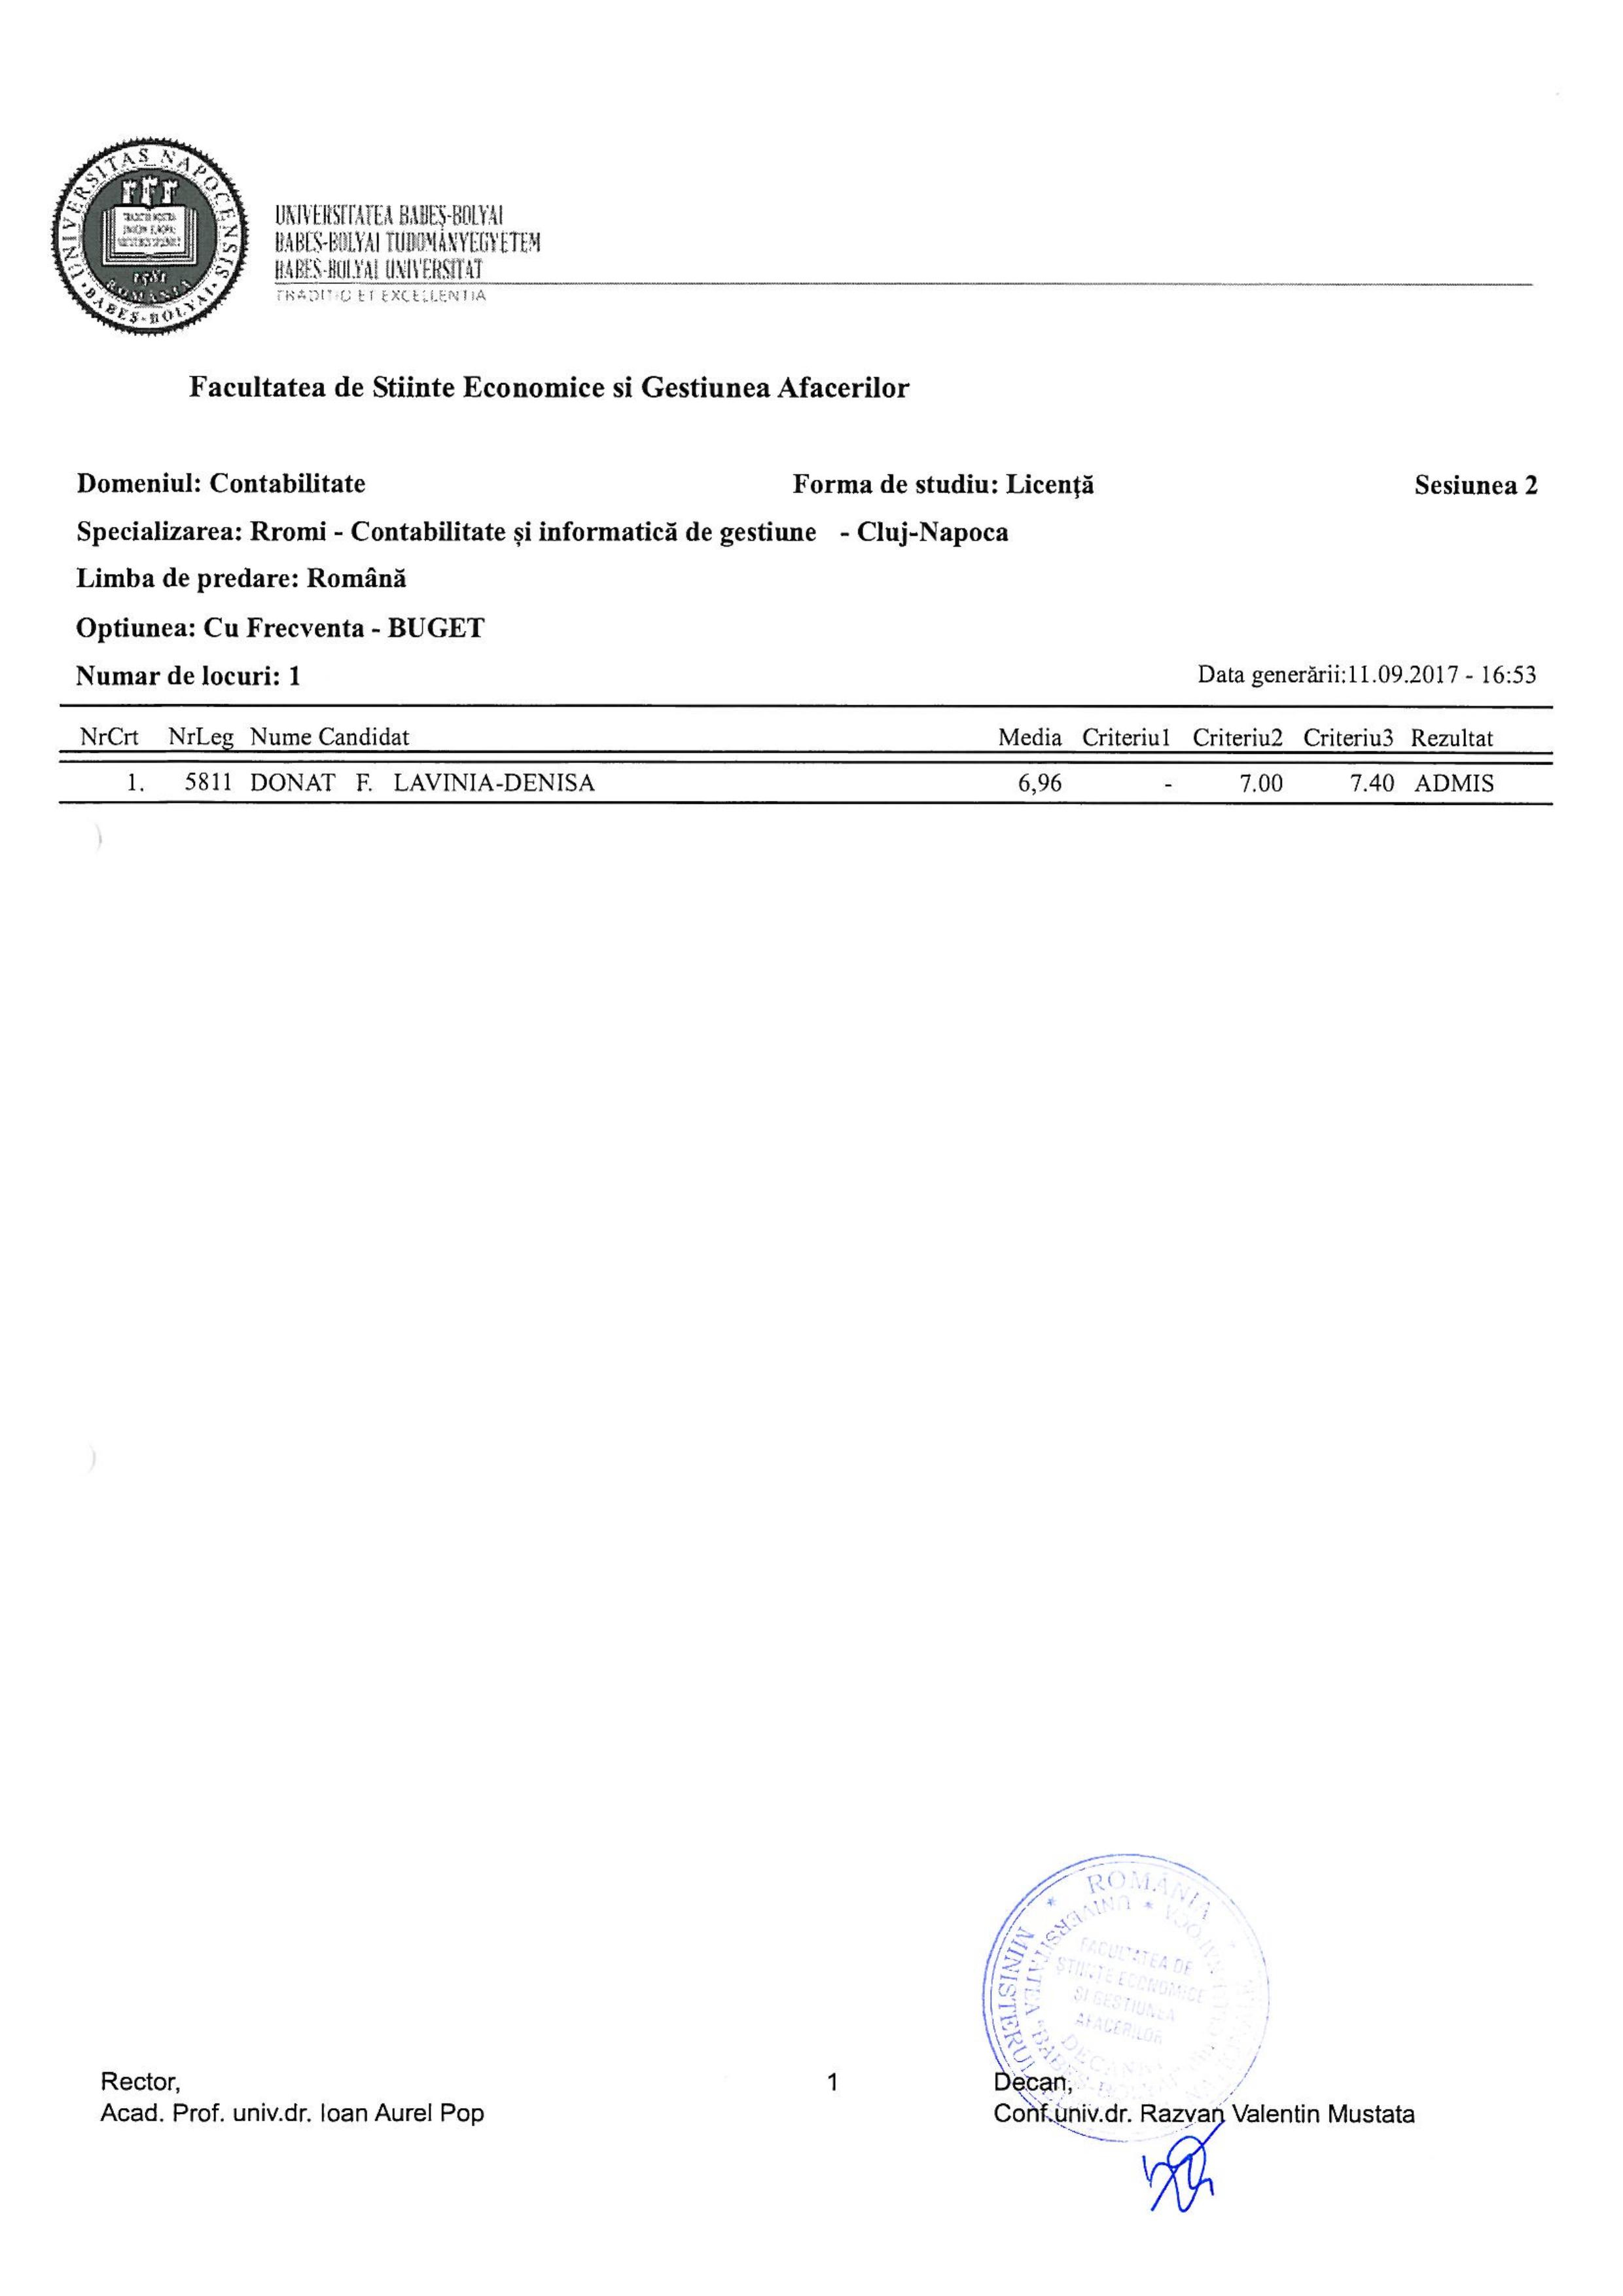 UNIVERSITAS NAPOCENSIS
BABEŞ-BOLYAI
ROMANIA
UNIVERSITATEA BABEŞ-BOLYAI
BABEŞ-BOLYAI TUDOMÁNYEGYETEM
BABEŞ-BOLYAI UNIVERSITAT
TRADITIO ET EXCELLENTIA
Facultatea de Stiinte Economice si Gestiunea Afacerilor
Domeniul: Contabilitate Forma de studiu: Licenţă Sesiunea 2
Specializarea: Rromi - Contabilitate și informatică de gestiune - Cluj-Napoca
Limba de predare: Română
Optiunea: Cu Frecventa - BUGET
Numar de locuri: 1 Data generării:11.09.2017 - 16:53
NrCrt NrLeg Nume Candidat Media Criteriu1 Criteriu2 Criteriu3 Rezultat
1. 5811 DONAT F. LAVINIA-DENISA 6,96 - 7.00 7.40 ADMIS
ROMÂNIA
MINISTERUL
UNIVERSITATEA "BABEŞ-BOLYAI
FACULTATEA DE
ŞTIINŢE ECONOMICE
ŞI GESTIUNEA
AFACERILOR
Rector, 1 Decan,
Acad. Prof. univ.dr. Ioan Aurel Pop Conf.univ.dr. Razvan Valentin Mustata